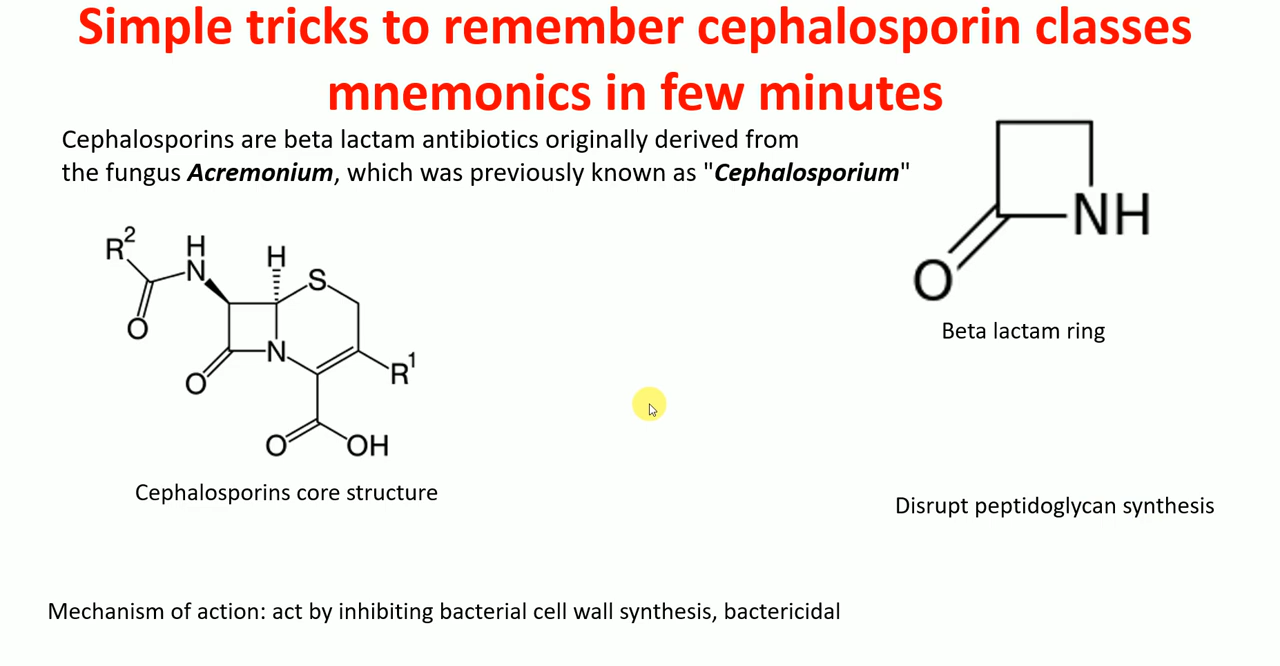 Simple tricks to remember cephalosporin classes
mnemonics in few minutes
Cephalosporins are beta lactam antibiotics originally derived from
the fungus Acremonium, which was previously known as "Cephalosporium"
NH
O
Beta lactam ring
R2
H
N
H
S
O
N
O
R1
O
OH
Cephalosporins core structure
Disrupt peptidoglycan synthesis
Mechanism of action: act by inhibiting bacterial cell wall synthesis, bactericidal